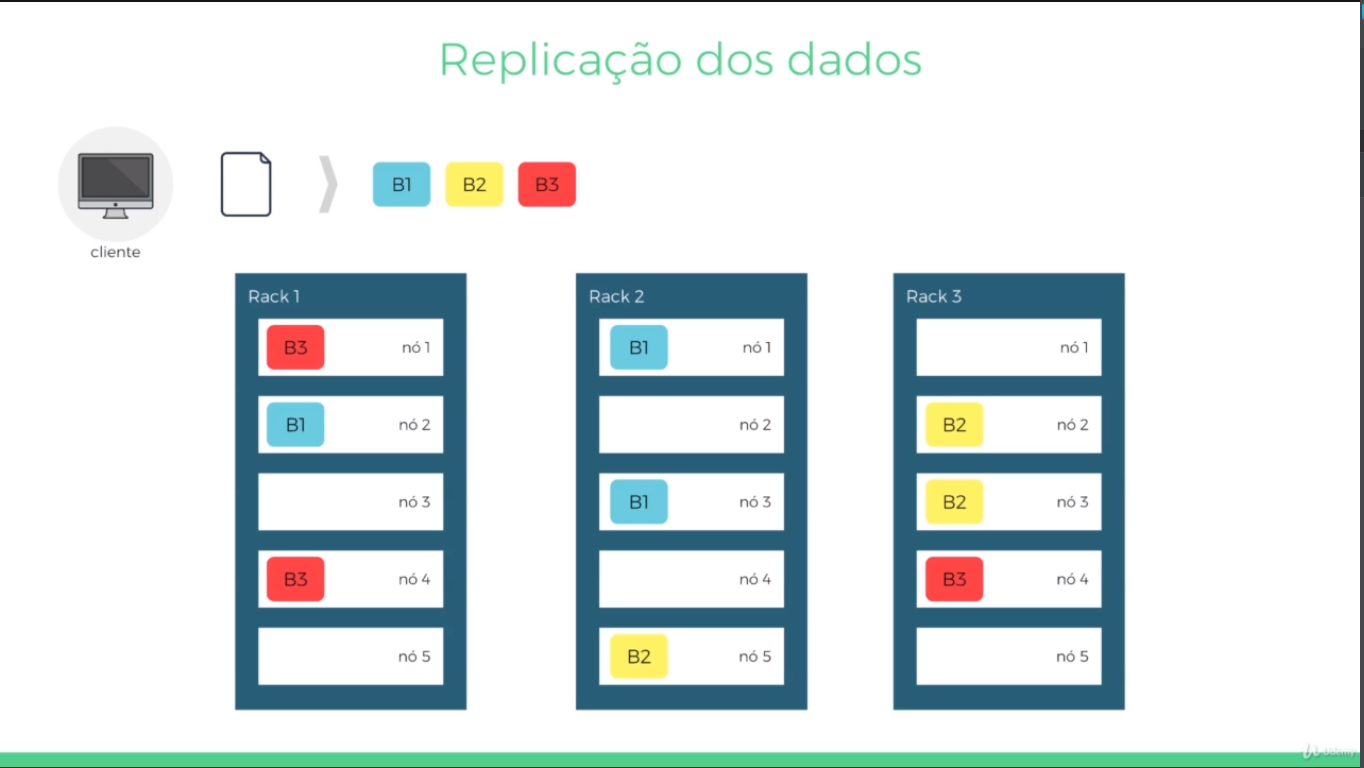 Replicação dos dados
B1 B2 B3
cliente
Rack 1
B3 nó 1
B1 nó 2
nó 3
B3 nó 4
nó 5
Rack 2
B1 nó 1
nó 2
B1 nó 3
nó 4
B2 nó 5
Rack 3
nó 1
B2 nó 2
B2 nó 3
B3 nó 4
nó 5
Udemy